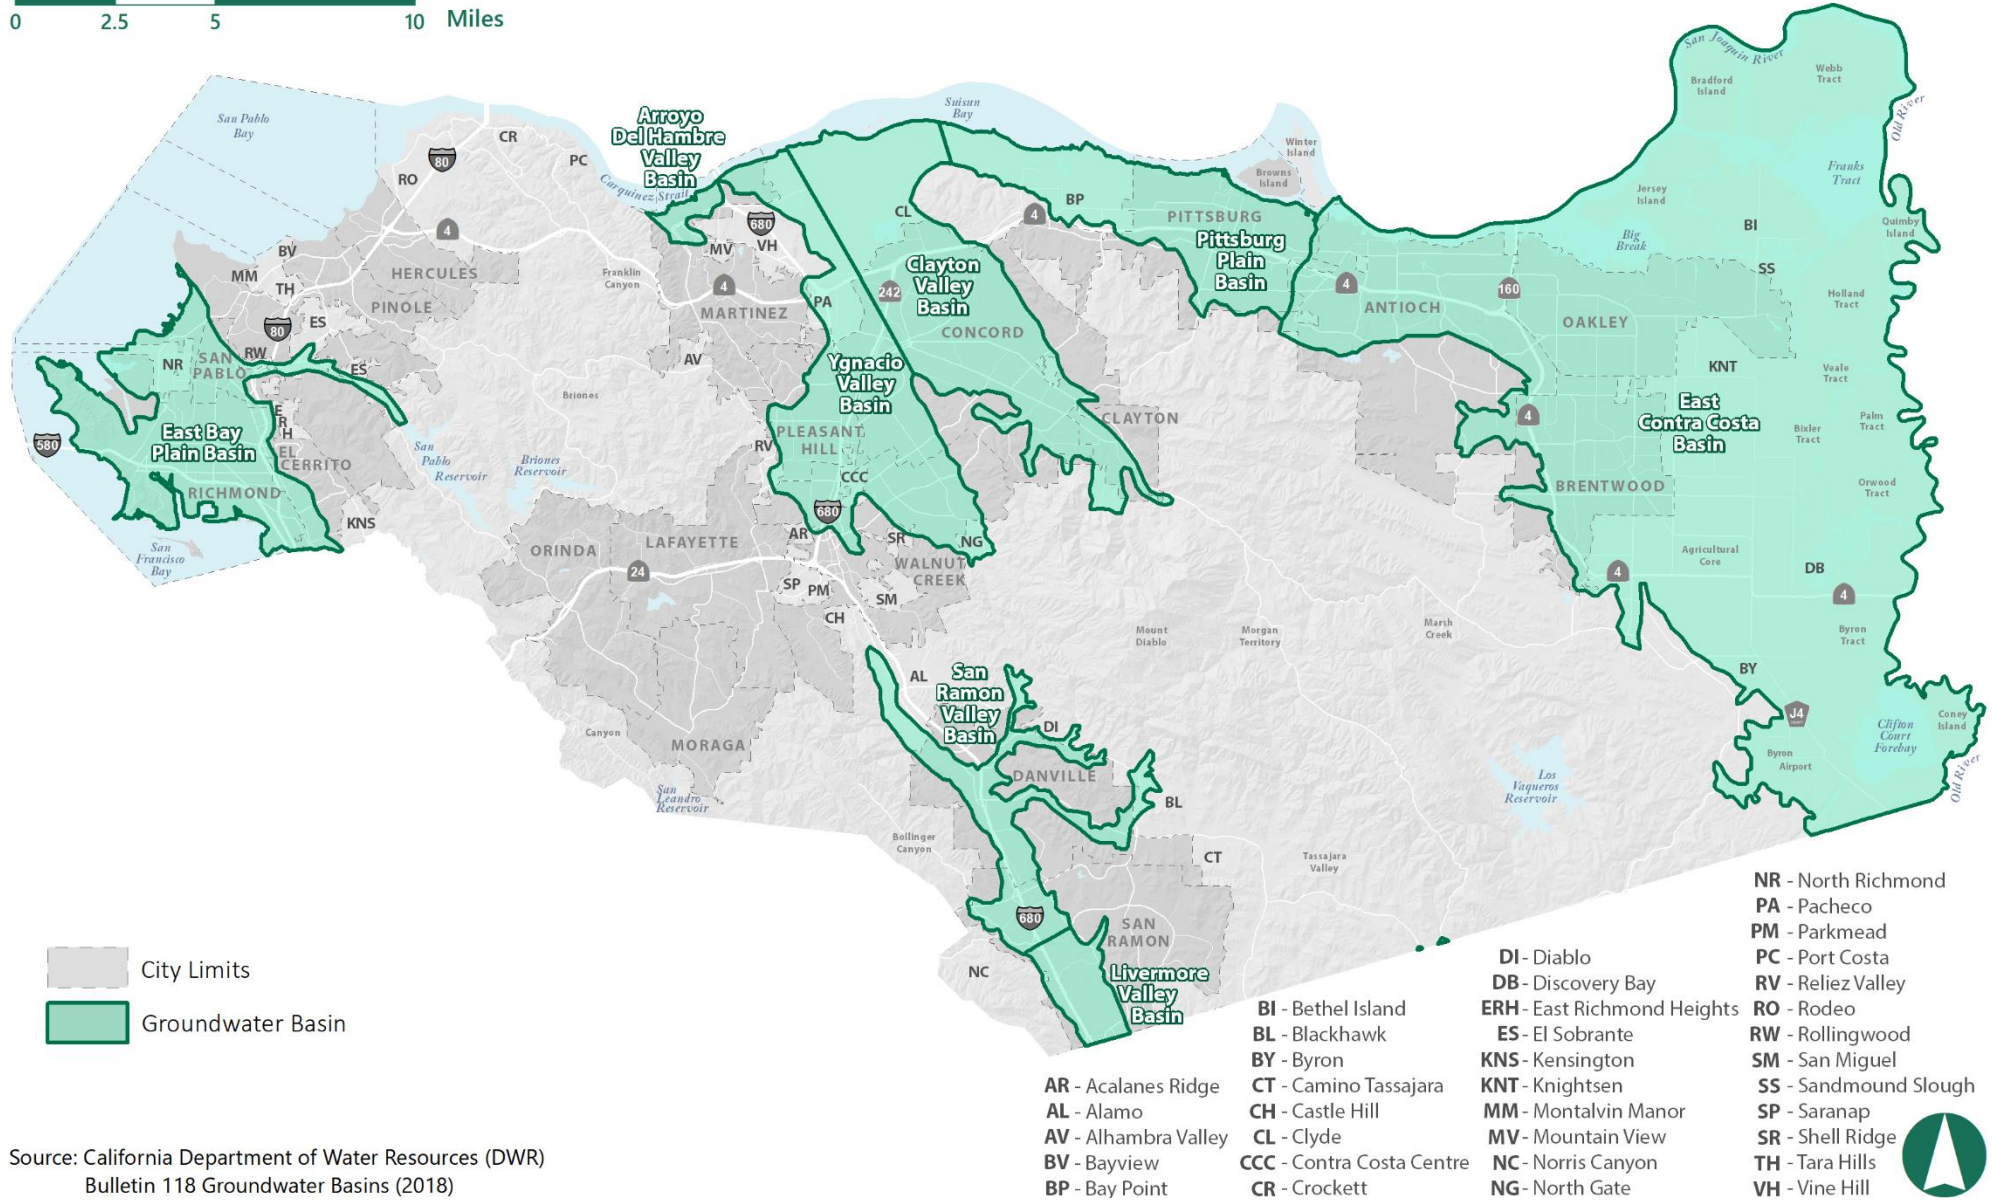 0 2.5 5 10 Miles
San Pablo
Bay
80
CR
PC
RO
4
BV
MM
TH
HERCULES
PINOLE
80
ES
RW
NR
SAN
PABLO
ES
E
R
H
EL
CERRITO
580
East Bay
Plain Basin
RICHMOND
KNS
San
Francisco
Bay
San
Pablo
Reservoir
Briones
Reservoir
Briones
Franklin
Canyon
Carquinez Strait
Arroyo
Del Hambre
Valley
Basin
680
MV
VH
4
MARTINEZ
AV
PA
242
CL
Suisun
Bay
Clayton
Valley
Basin
CONCORD
Ygnacio
Valley
Basin
PLEASANT
HILL
RV
CCC
680
AR
SR
NG
WALNUT
CREEK
SP
PM
SM
CH
ORINDA
LAFAYETTE
24
MORAGA
Canyon
San
Leandro
Reservoir
CLAYTON
4
BP
PITTSBURG
Pittsburg
Plain
Basin
Winter
Island
Browns
Island
4
ANTIOCH
160
OAKLEY
San Joaquin River
Bradford
Island
Webb
Tract
Old River
Franks
Tract
Jersey
Island
Big
Break
BI
Quimby
Island
SS
Holland
Tract
KNT
Veale
Tract
East
Contra Costa
Basin
Palm
Tract
Bixler
Tract
4
BRENTWOOD
Orwood
Tract
Agricultural
Core
DB
4
4
Byron
Tract
BY
J4
Byron
Airport
Clifton
Court
Forebay
Coney
Island
Old River
Los
Vaqueros
Reservoir
Mount
Diablo
Morgan
Territory
Marsh
Creek
AL
San
Ramon
Valley
Basin
DI
DANVILLE
BL
Bollinger
Canyon
CT
Tassajara
Valley
680
SAN
RAMON
NC
Livermore
Valley
Basin
City Limits
Groundwater Basin
AR - Acalanes Ridge
AL - Alamo
AV - Alhambra Valley
BV - Bayview
BP - Bay Point
BI - Bethel Island
BL - Blackhawk
BY - Byron
CT - Camino Tassajara
CH - Castle Hill
CL - Clyde
CCC - Contra Costa Centre
CR - Crockett
DI - Diablo
DB - Discovery Bay
ERH - East Richmond Heights
ES - El Sobrante
KNS - Kensington
KNT - Knightsen
MM - Montalvin Manor
MV - Mountain View
NC - Norris Canyon
NG - North Gate
NR - North Richmond
PA - Pacheco
PM - Parkmead
PC - Port Costa
RV - Reliez Valley
RO - Rodeo
RW - Rollingwood
SM - San Miguel
SS - Sandmound Slough
SP - Saranap
SR - Shell Ridge
TH - Tara Hills
VH - Vine Hill
Source: California Department of Water Resources (DWR)
Bulletin 118 Groundwater Basins (2018)